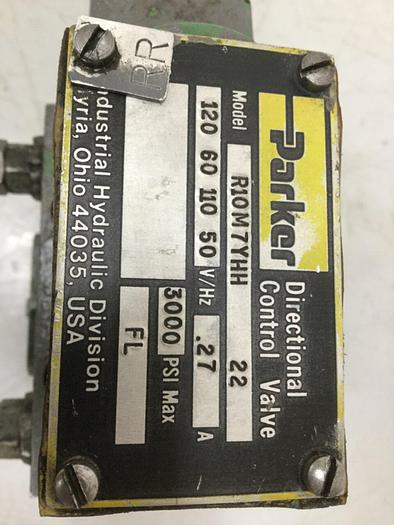 Parker
Directional
Control Valve
Model R10M7YHH 22
120 60 110 50 V/Hz .27 A
3000 PSI Max
FL
Industrial Hydraulic Division
Elyria, Ohio 44035, USA
RR